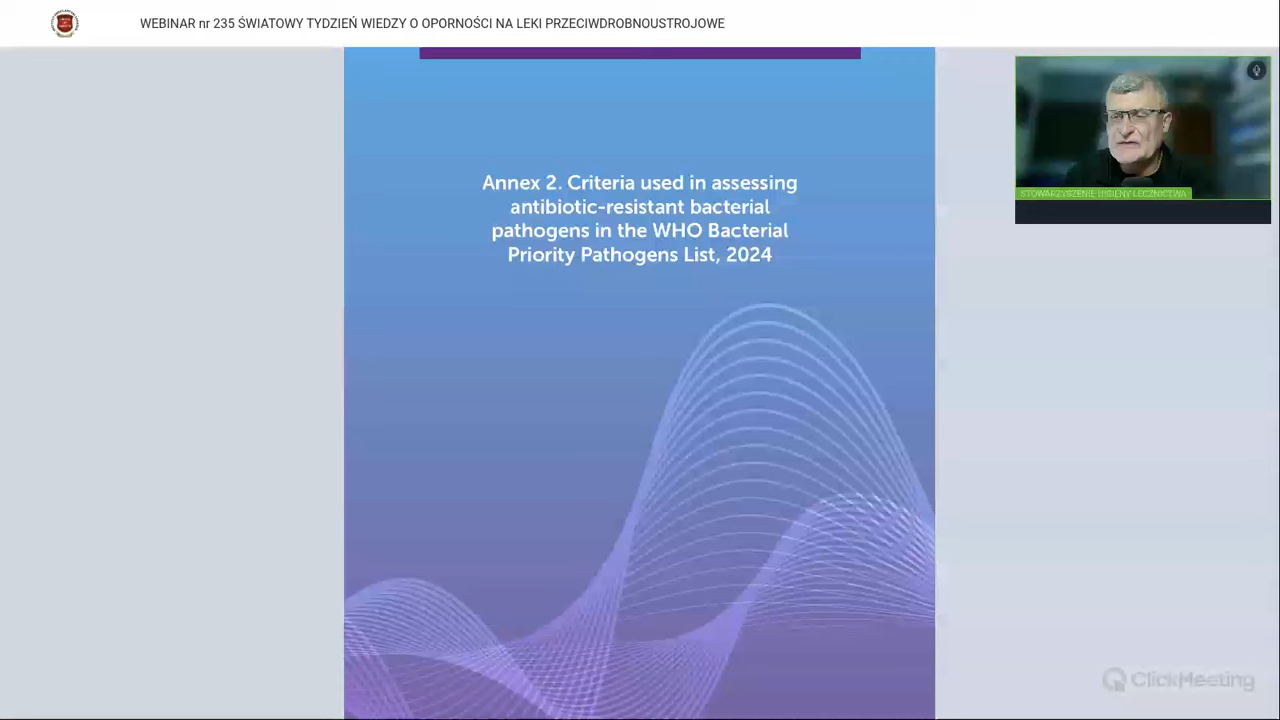 WEBINAR nr 235 ŚWIATOWY TYDZIEŃ WIEDZY O OPORNOŚCI NA LEKI PRZECIWDROBNOUSTROJOWE
Annex 2. Criteria used in assessing
antibiotic-resistant bacterial
pathogens in the WHO Bacterial
Priority Pathogens List, 2024
STOWARZYSZENIE HIGIENY LECZNICTWA
ClickMeeting